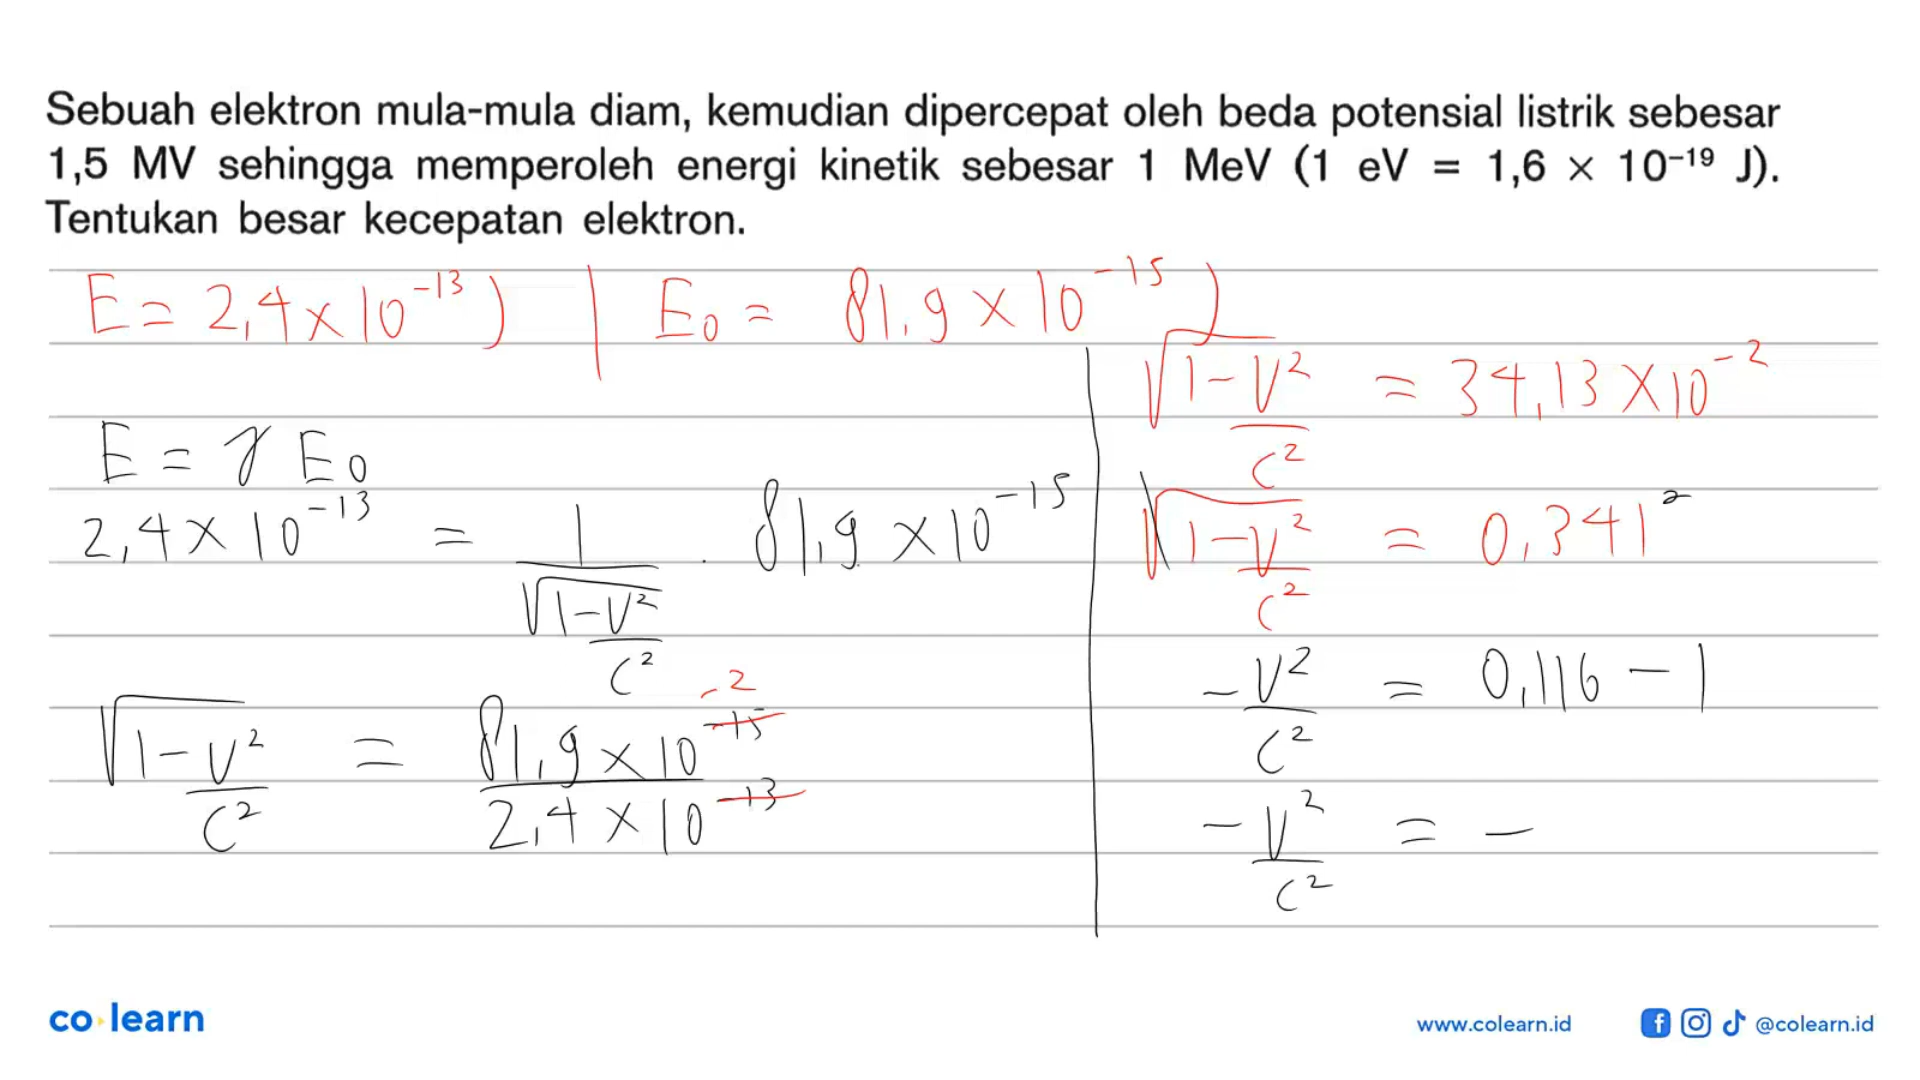 Sebuah elektron mula-mula diam, kemudian dipercepat oleh beda potensial listrik sebesar
1,5 MV sehingga memperoleh energi kinetik sebesar 1 MeV (1 eV = 1,6 × 10⁻¹⁹ J).
Tentukan besar kecepatan elektron.
E = 2,4 × 10⁻¹³ J | E₀ = 81,9 × 10⁻¹⁵ J
E = γ E₀
2,4 × 10⁻¹³ = 1/√(1-v²/c²) . 81,9 × 10⁻¹⁵
√(1-v²/c²) = 81,9 × 10⁻¹⁵ ⁻² / 2,4 × 10⁻¹³
√(1-v²/c²) = 34,13 × 10⁻²
√(1-v²/c²) = 0,341²
-v²/c² = 0,116 - 1
-v²/c² = -
co learn
www.colearn.id @colearn.id